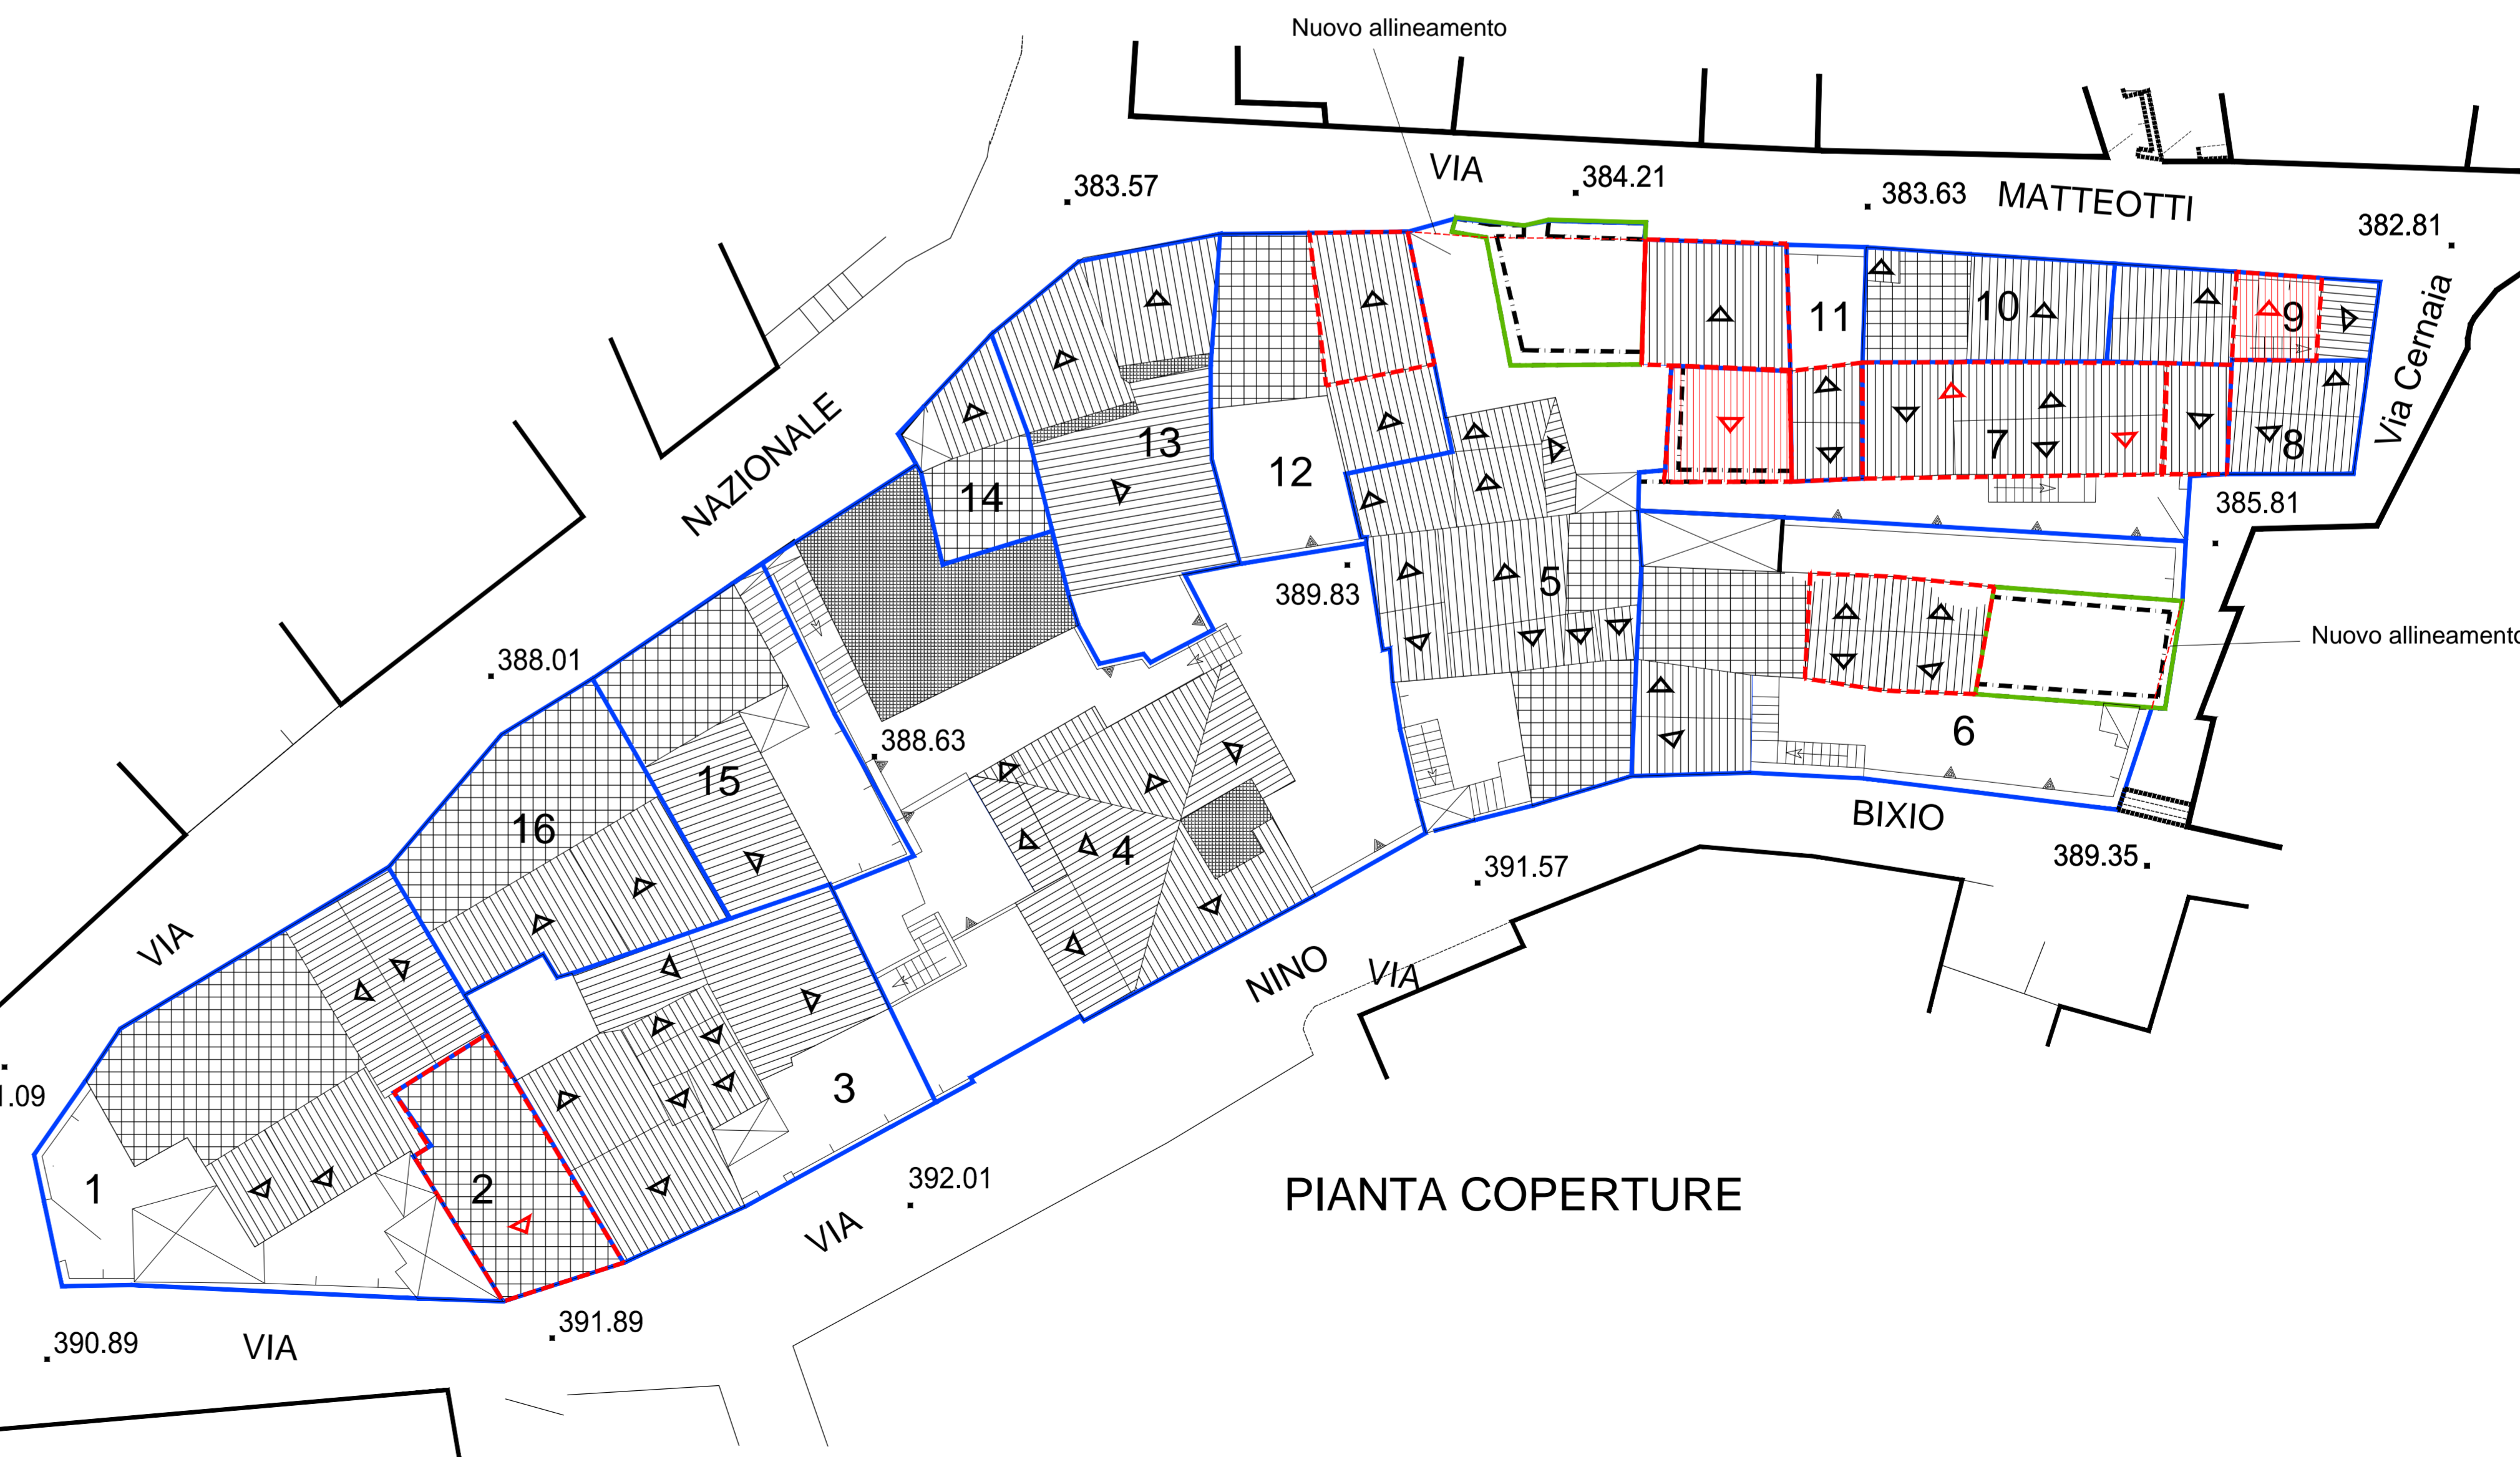 Nuovo allineamento
VIA
384.21
383.57
383.63
MATTEOTTI
382.81
Via Cernaia
9
10
11
NAZIONALE
13
7
8
12
14
385.81
5
389.83
Nuovo allineamento
388.01
6
388.63
15
16
BIXIO
4
389.35
391.57
VIA
NINO
VIA
3
.09
392.01
1
2
PIANTA COPERTURE
VIA
391.89
390.89
VIA